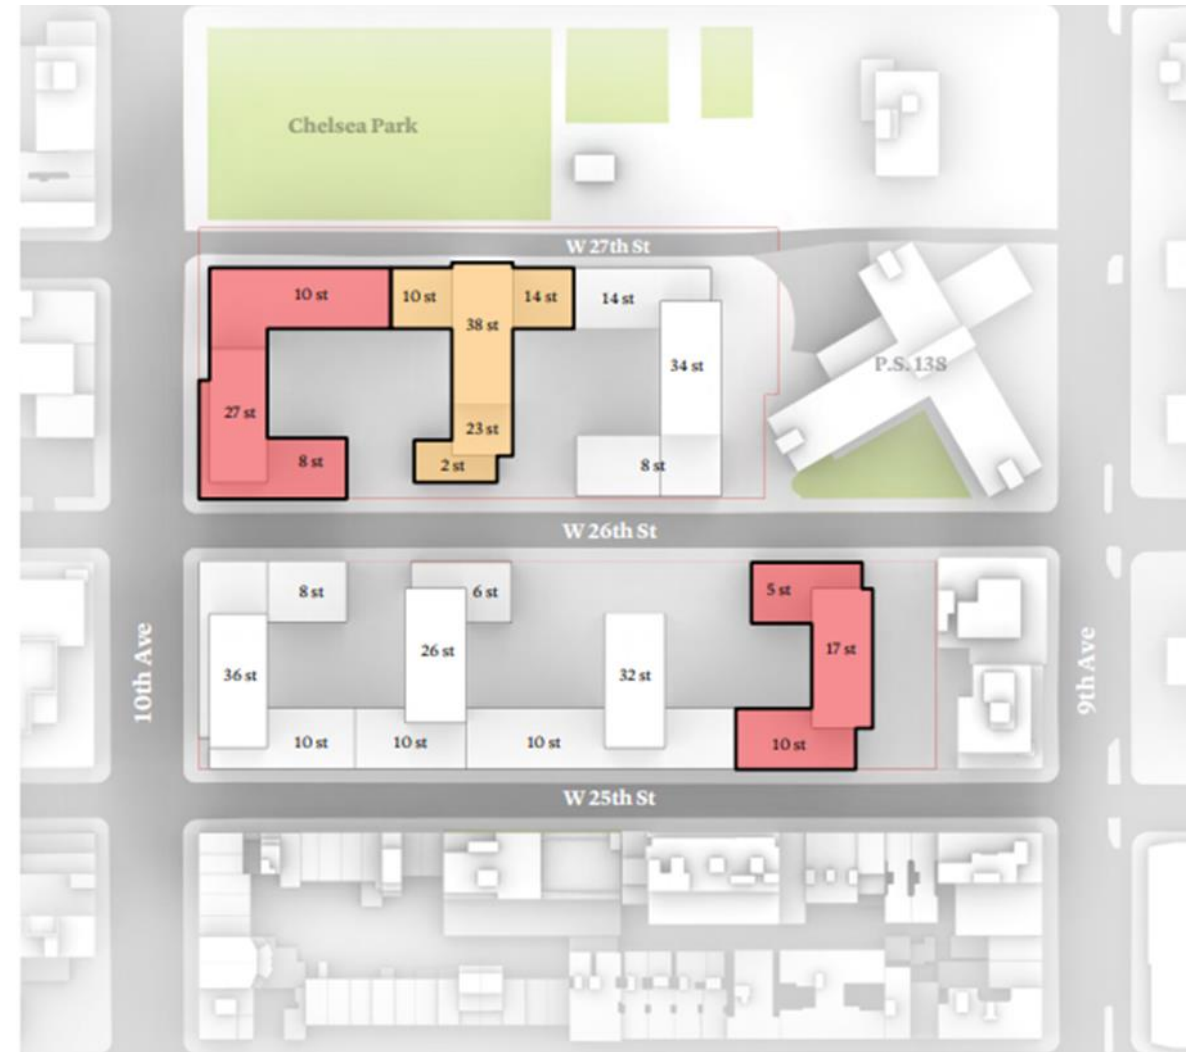 Chelsea Park
W 27th St
10 st
10 st
14 st
14 st
38 st
34 st
P.S. 138
27 st
23 st
8 st
2 st
8 st
W 26th St
8 st
6 st
5 st
26 st
17 st
36 st
32 st
10th Ave
9th Ave
10 st
10 st
10 st
10 st
W 25th St